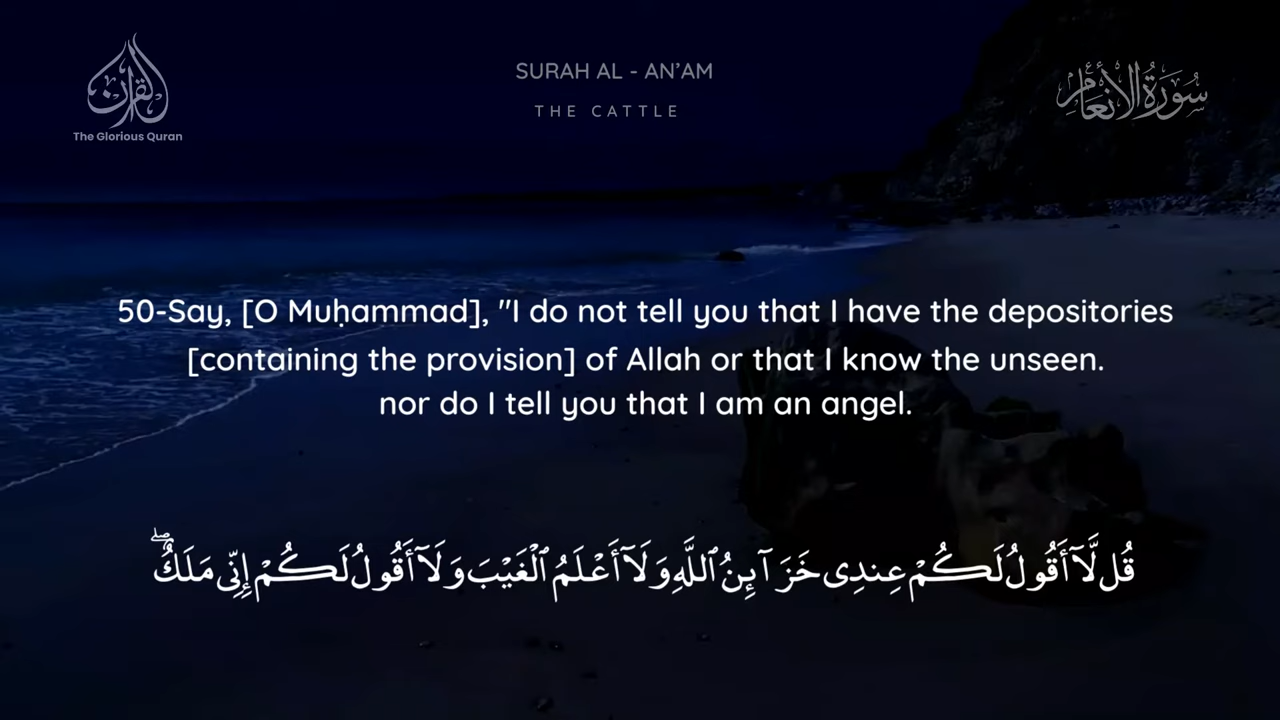 القرآن
The Glorious Quran
SURAH AL - AN’AM
THE CATTLE
سُورَةُ الأَنْعَام
50-Say, [O Muḥammad], "I do not tell you that I have the depositories
[containing the provision] of Allah or that I know the unseen.
nor do I tell you that I am an angel.
قُل لَّآ أَقُولُ لَكُمْ عِندِى خَزَآئِنُ ٱللَّهِ وَلَآ أَعْلَمُ ٱلْغَيْبَ وَلَآ أَقُولُ لَكُمْ إِنِّى مَلَكٌ ۖ